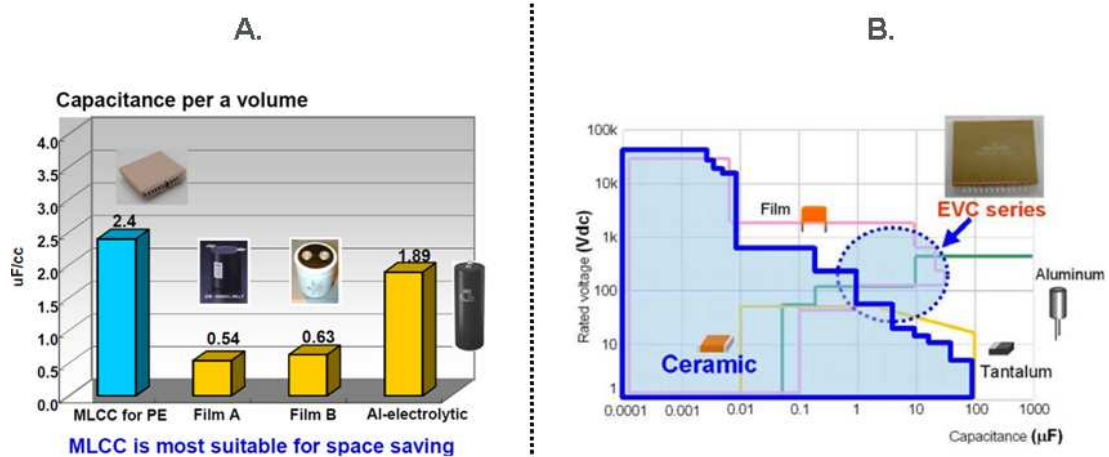 A.
Capacitance per a volume
uF/cc
4.0
3.5
3.0
2.5
2.0
1.5
1.0
0.5
0.0
2.4
0.54
0.63
1.89
MLCC for PE Film A Film B Al-electrolytic
MLCC is most suitable for space saving
B.
Rated voltage (Vdc)
100k
10k
1k
100
10
1
Film
EVC series
Aluminum
Ceramic
Tantalum
0.0001 0.001 0.01 0.1 1 10 100 1000
Capacitance (μF)